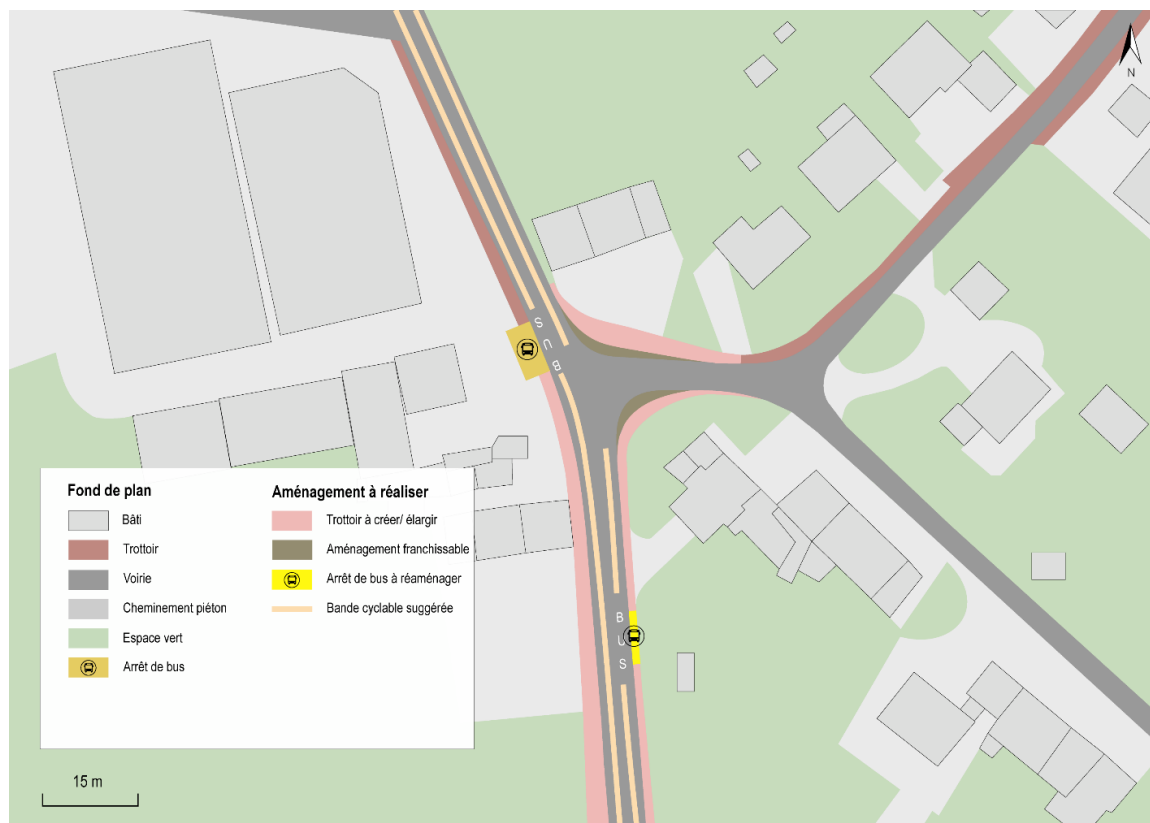 N
S
U
B
Fond de plan
Bâti
Trottoir
Voirie
Cheminement piéton
Espace vert
Arrêt de bus
Aménagement à réaliser
Trottoir à créer/ élargir
Aménagement franchissable
Arrêt de bus à réaménager
Bande cyclable suggérée
B
U
S
15 m